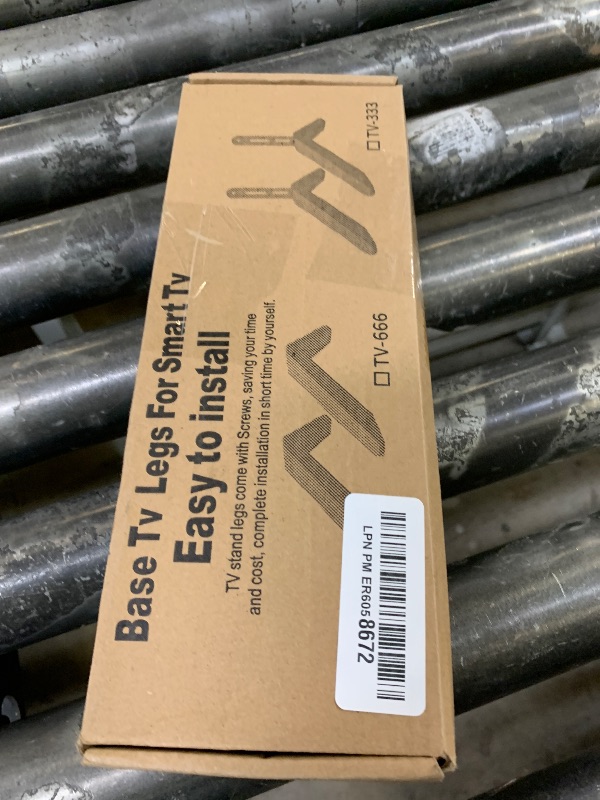 Base Tv Legs For Smart Tv
Easy to install
TV stand legs come with Screws, saving your time
and cost, complete installation in short time by yourself.
☐ TV-333
☐ TV-666
LPN PM ER6058672